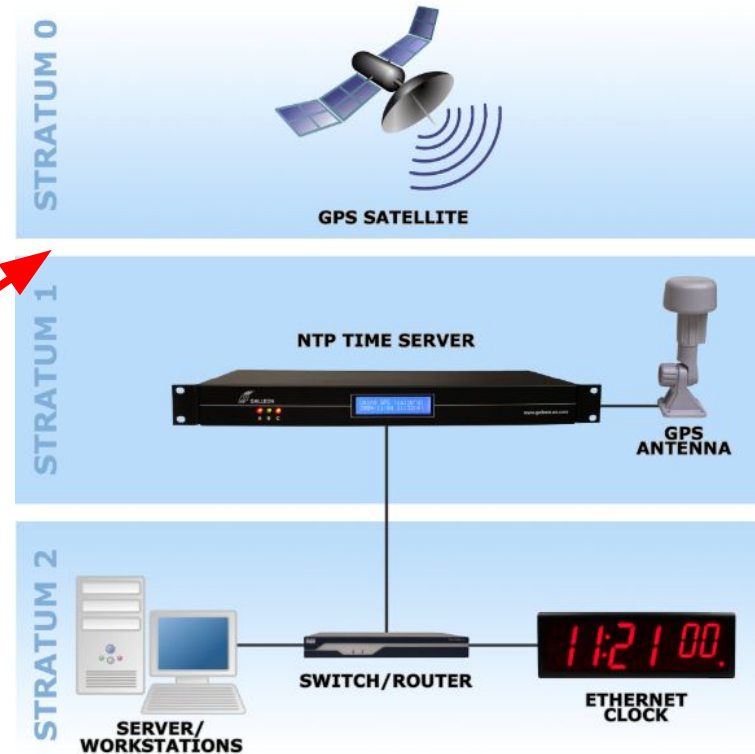 STRATUM 0
GPS SATELLITE
STRATUM 1
NTP TIME SERVER
GALLEON
A B C
GPS
ANTENNA
STRATUM 2
11:21 00.
SWITCH/ROUTER
ETHERNET
CLOCK
SERVER/
WORKSTATIONS